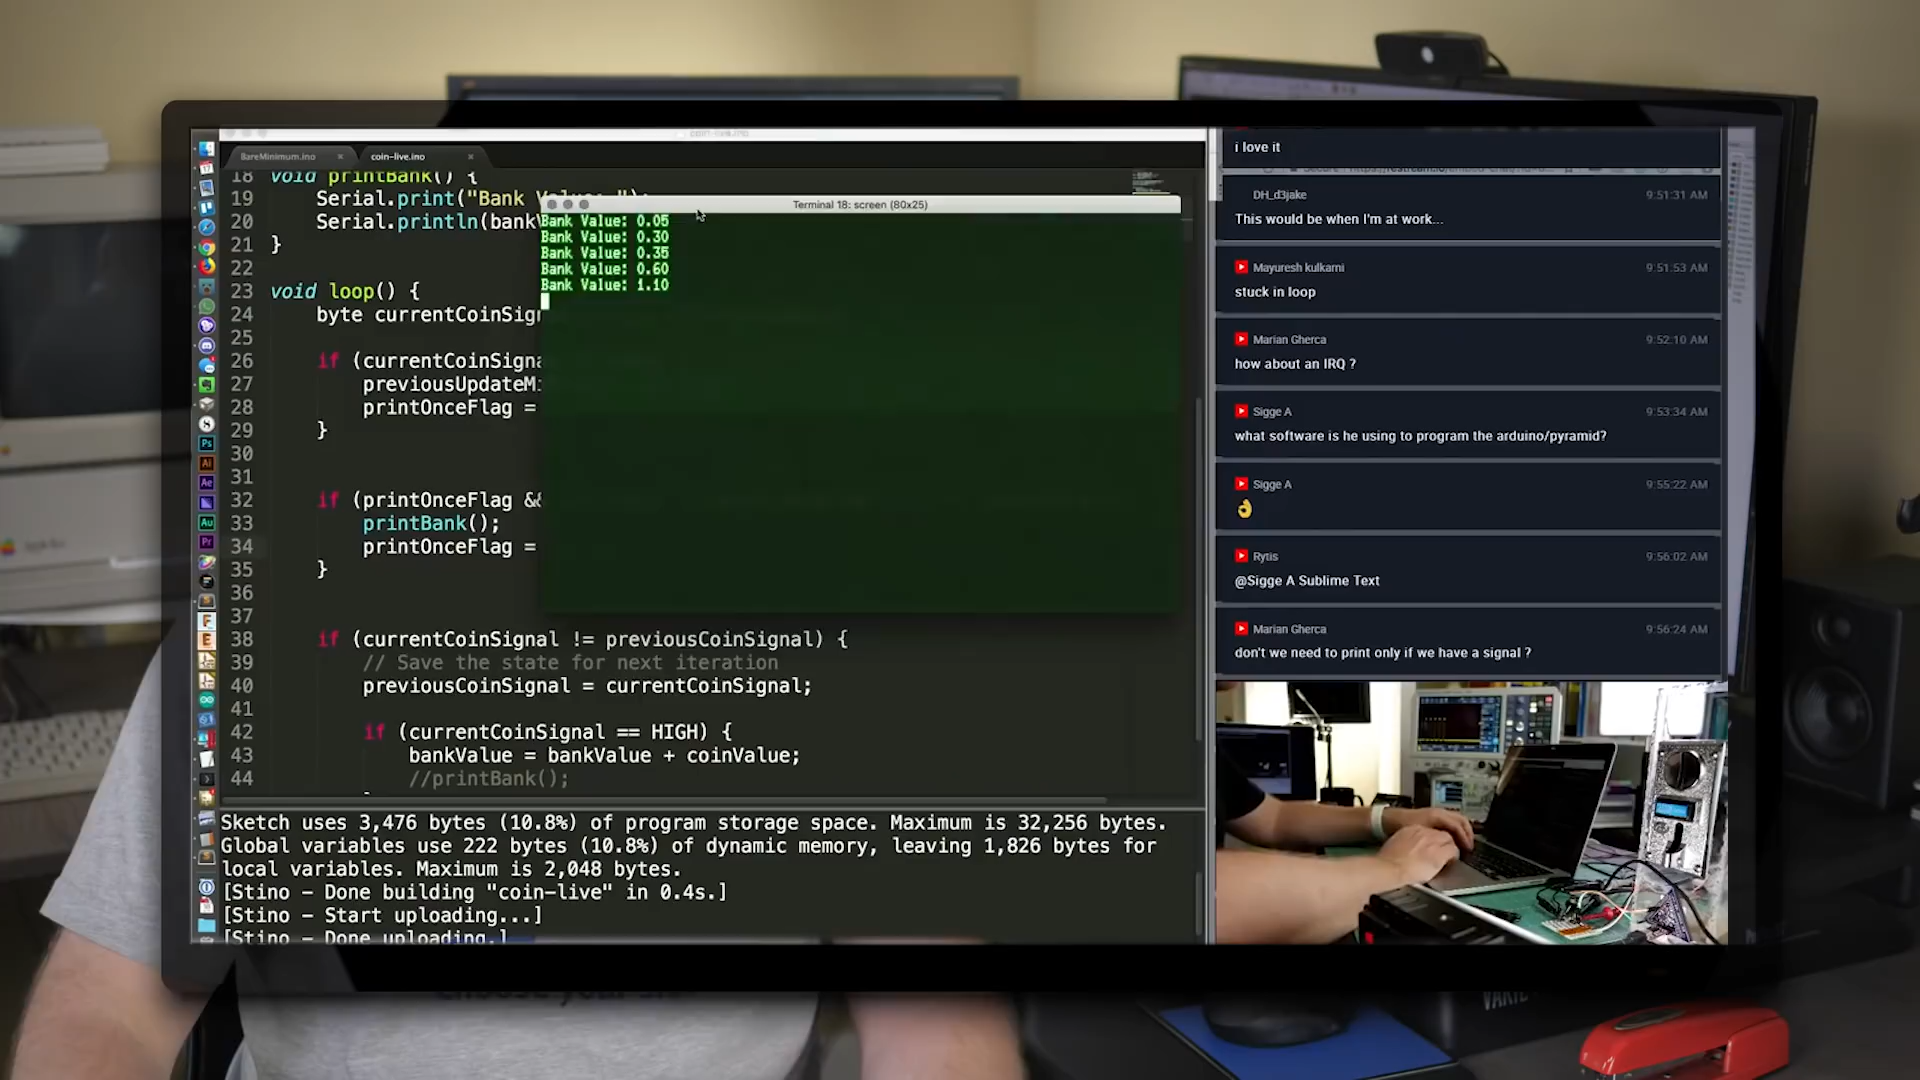 BareMinimum.ino
coin-live.ino
18 void printBank() {
19 Serial.print("Bank Value: ");
20 Serial.println(bank
21 }
22
23 void loop() {
24 byte currentCoinSign
25
26 if (currentCoinSigna
27 previousUpdateMi
28 printOnceFlag =
29 }
30
31
32 if (printOnceFlag &&
33 printBank();
34 printOnceFlag =
35 }
36
37
38 if (currentCoinSignal != previousCoinSignal) {
39 // Save the state for next iteration
40 previousCoinSignal = currentCoinSignal;
41
42 if (currentCoinSignal == HIGH) {
43 bankValue = bankValue + coinValue;
44 //printBank();
Terminal 18: screen (80x25)
Bank Value: 0.05
Bank Value: 0.30
Bank Value: 0.35
Bank Value: 0.60
Bank Value: 1.10
Sketch uses 3,476 bytes (10.8%) of program storage space. Maximum is 32,256 bytes.
Global variables use 222 bytes (10.8%) of dynamic memory, leaving 1,826 bytes for
local variables. Maximum is 2,048 bytes.
[Stino - Done building "coin-live" in 0.4s.]
[Stino - Start uploading...]
[Stino - Done uploading.]
i love it
DH_d3jake 9:51:31 AM
This would be when I'm at work...
Mayuresh kulkarni 9:51:53 AM
stuck in loop
Marian Gherca 9:52:10 AM
how about an IRQ ?
Sigge A 9:53:34 AM
what software is he using to program the arduino/pyramid?
Sigge A 9:55:22 AM
👌
Rytis 9:56:02 AM
@Sigge A Sublime Text
Marian Gherca 9:56:24 AM
don't we need to print only if we have a signal ?
Ps
Ai
Ae
Au
Pr